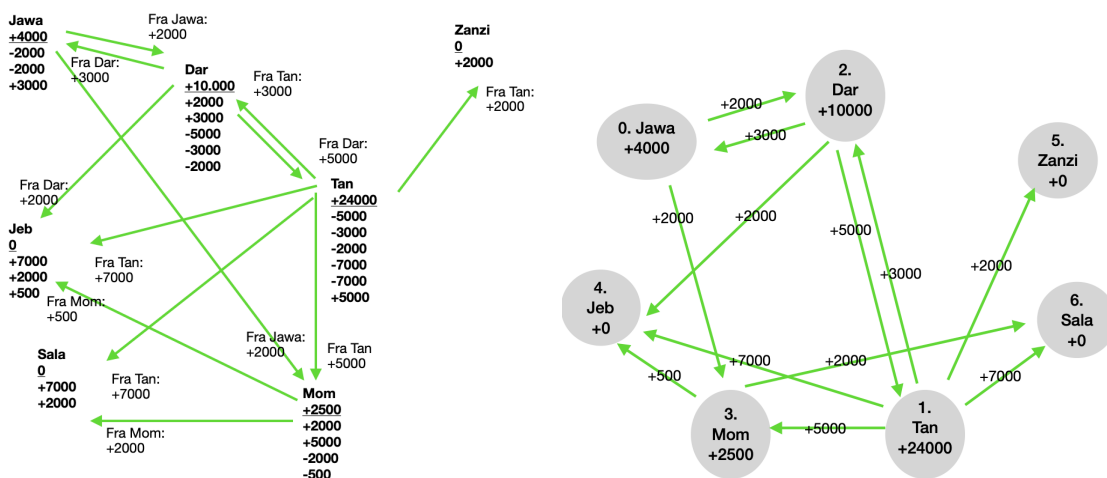 Jawa
+4000
-2000
-2000
+3000
Fra Jawa:
+2000
Fra Dar:
+3000
Dar
+10.000
+2000
+3000
-5000
-3000
-2000
Fra Tan:
+3000
Zanzi
0
+2000
Fra Tan:
+2000
Fra Dar:
+5000
Tan
+24000
-5000
-3000
-2000
-7000
-7000
+5000
Fra Dar:
+2000
Jeb
0
+7000
+2000
+500
Fra Tan:
+7000
Fra Mom:
+500
Sala
0
+7000
+2000
Fra Tan:
+7000
Fra Jawa:
+2000
Fra Tan
+5000
Mom
+2500
+2000
+5000
-2000
-500
Fra Mom:
+2000
0. Jawa
+4000
+2000
+3000
2.
Dar
+10000
5.
Zanzi
+0
+2000
+2000
+5000
+3000
+2000
4.
Jeb
+0
6.
Sala
+0
+7000
+2000
+500
+7000
3.
Mom
+2500
+5000
1.
Tan
+24000